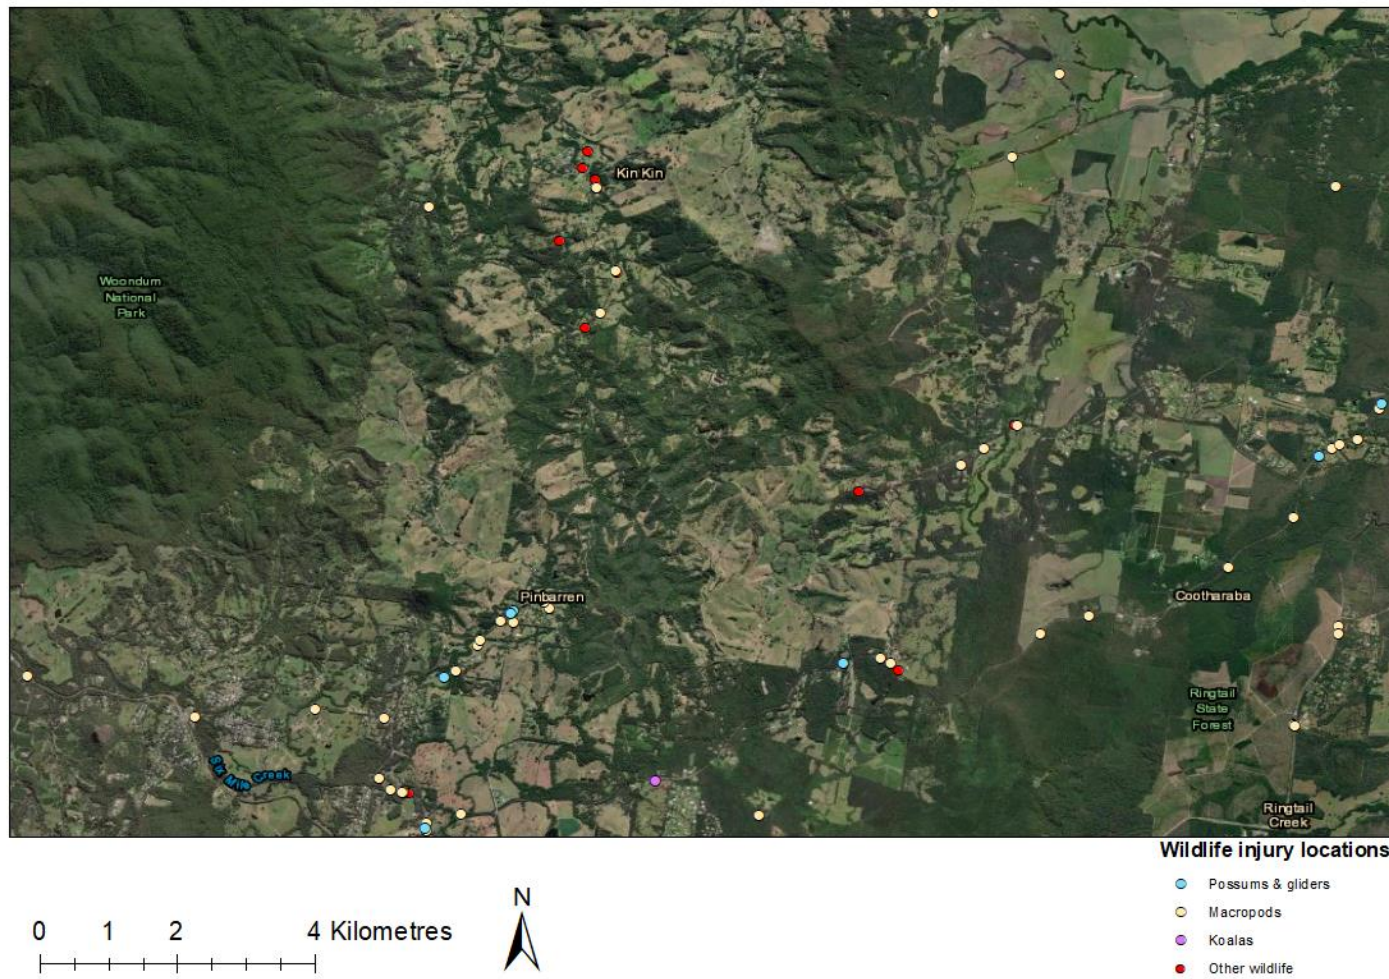 Kin Kin
Woondum
National
Park
Pinbarren
Cootharaba
Ringtail
State
Forest
Six Mile Creek
Ringtail
Creek
Wildlife injury locations
Possums & gliders
Macropods
Koalas
Other wildlife
N
0 1 2 4 Kilometres